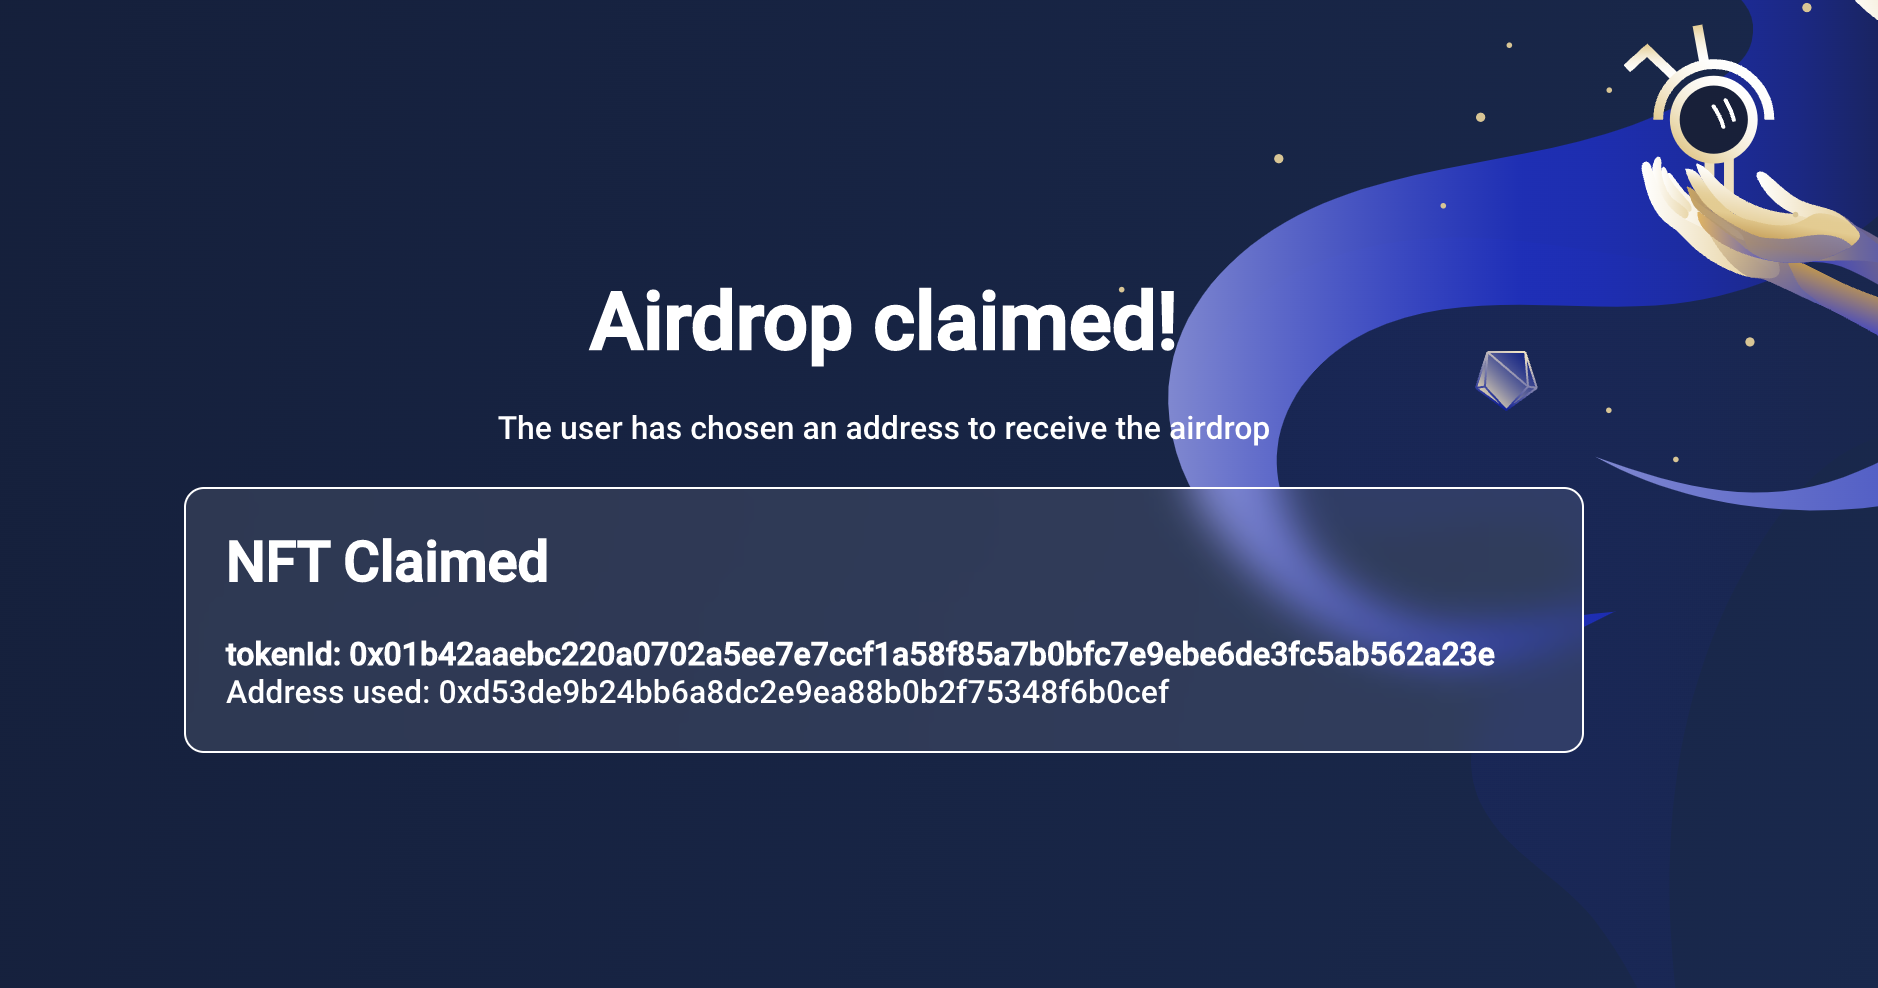 Airdrop claimed!
The user has chosen an address to receive the airdrop
NFT Claimed
tokenId: 0x01b42aaebc220a0702a5ee7e7ccf1a58f85a7b0bfc7e9ebe6de3fc5ab562a23e
Address used: 0xd53de9b24bb6a8dc2e9ea88b0b2f75348f6b0cef